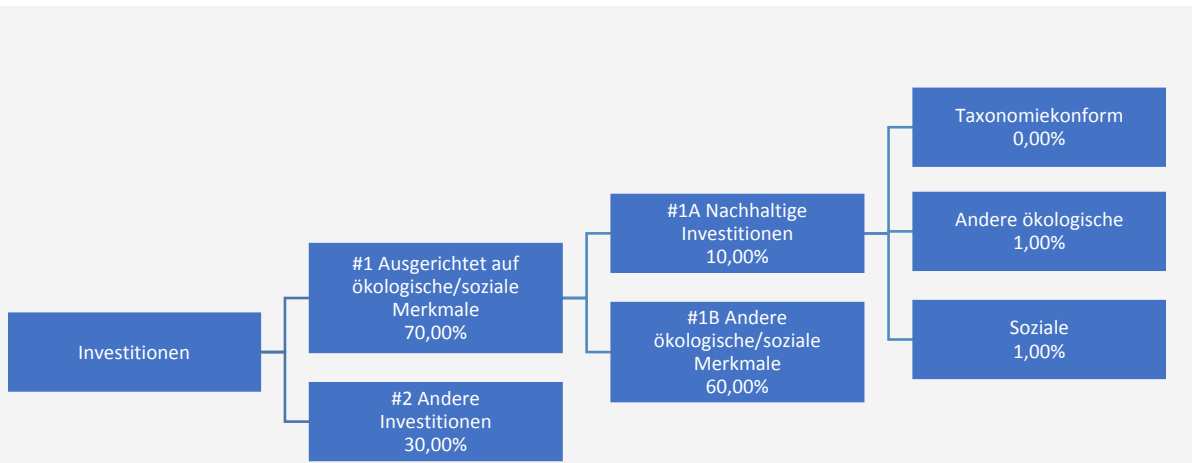 Investitionen
#1 Ausgerichtet auf
ökologische/soziale
Merkmale
70,00%
#2 Andere
Investitionen
30,00%
#1A Nachhaltige
Investitionen
10,00%
#1B Andere
ökologische/soziale
Merkmale
60,00%
Taxonomiekonform
0,00%
Andere ökologische
1,00%
Soziale
1,00%